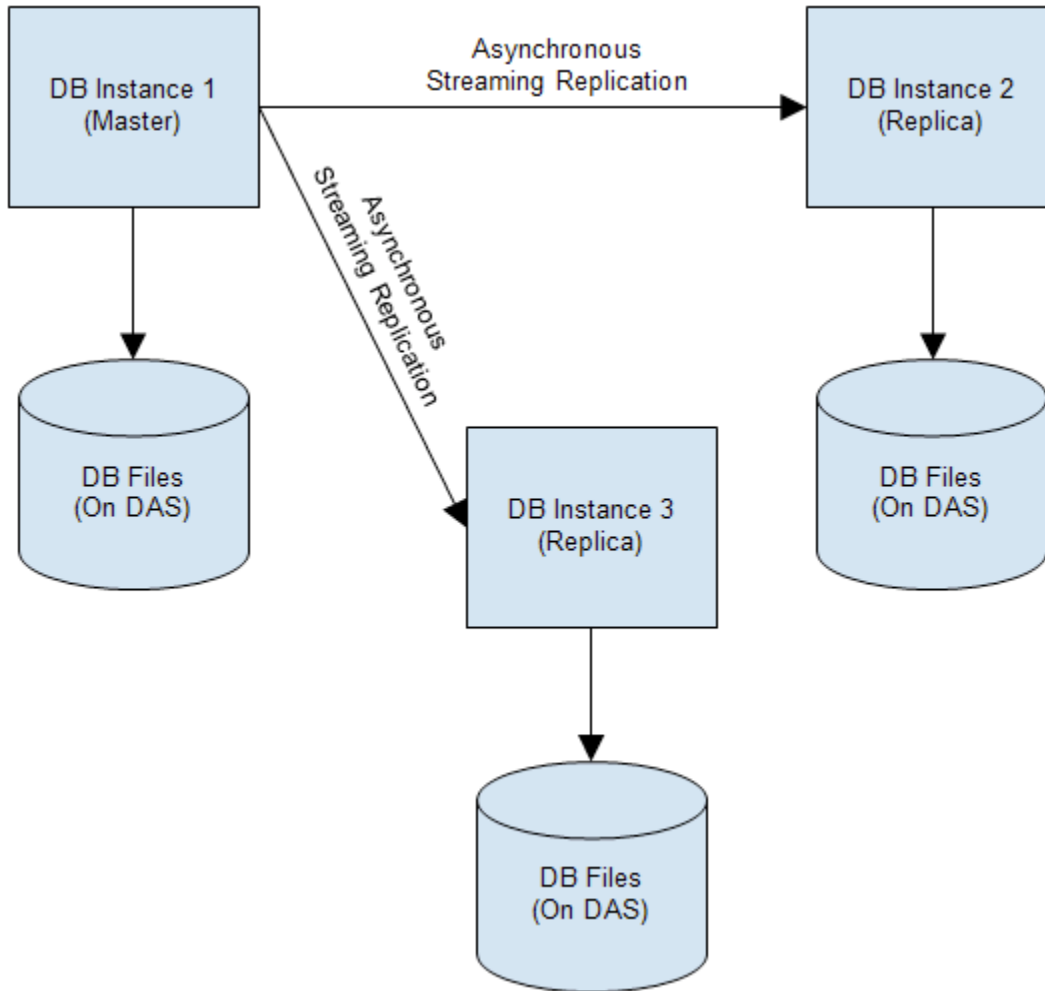 DB Instance 1
(Master)
Asynchronous
Streaming Replication
DB Instance 2
(Replica)
Asynchronous
Streaming Replication
DB Files
(On DAS)
DB Files
(On DAS)
DB Instance 3
(Replica)
DB Files
(On DAS)